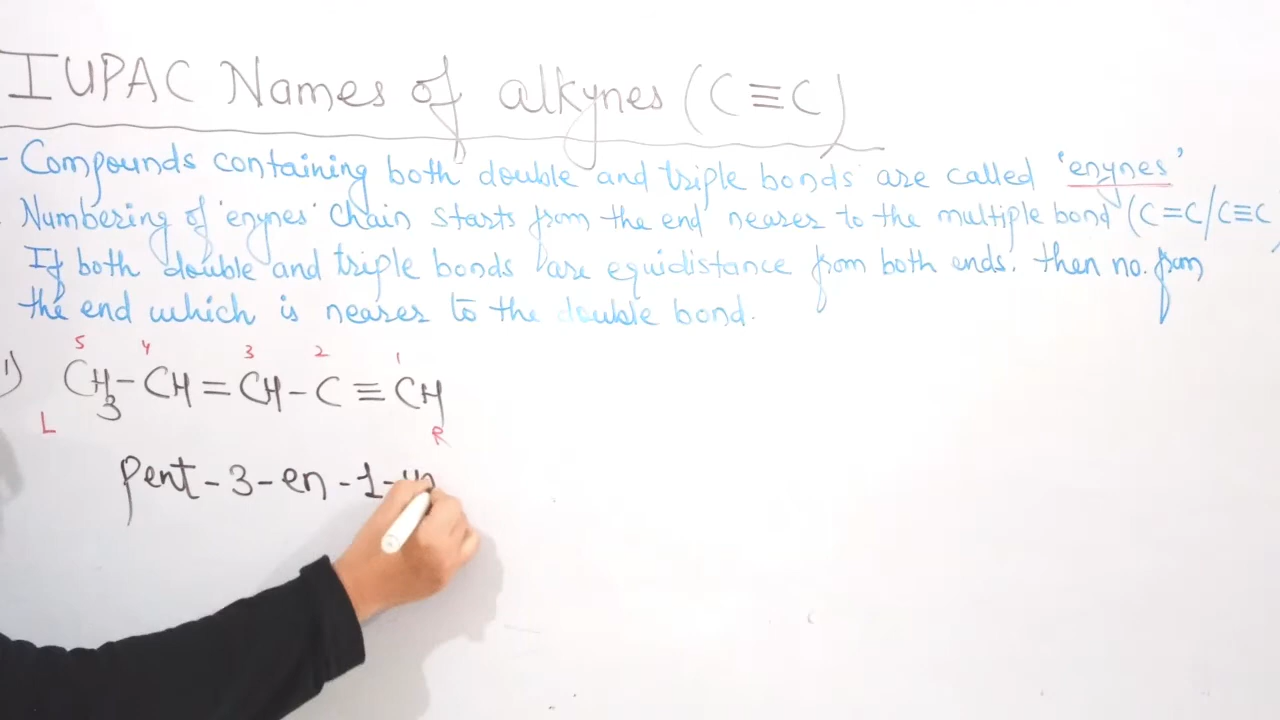 IUPAC Names of alkynes (C≡C)
- Compounds containing both double and triple bonds are called 'enynes'
- Numbering of 'enynes' Chain starts from the end nearer to the multiple bond (C=C/C≡C)
If both double and triple bonds are equidistance from both ends. then no. from
the end which is nearer to the double bond.
5 4 3 2 1
1) CH3-CH=CH-C≡CH
L R
Pent-3-en-1-yn